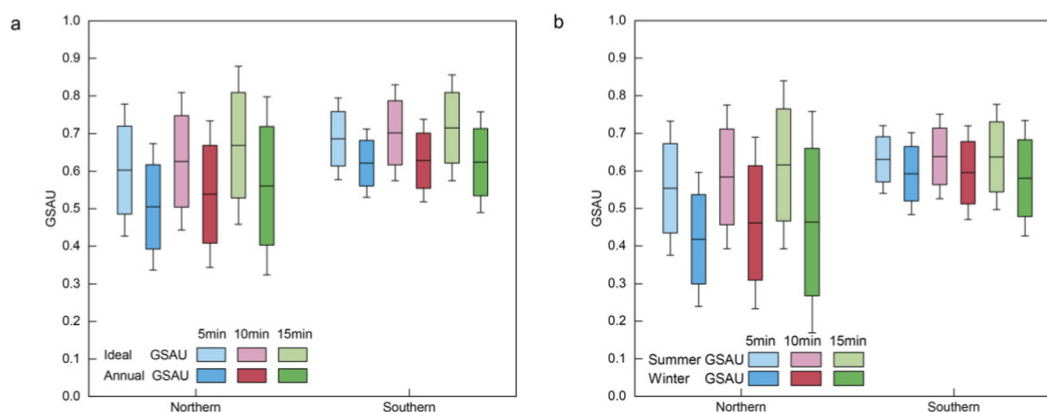 a
1.0
0.9
0.8
0.7
0.6
0.5
0.4
0.3
0.2
0.1
0.0
GSAU
5min 10min 15min
Ideal GSAU
Annual GSAU
Northern Southern
b
1.0
0.9
0.8
0.7
0.6
0.5
0.4
0.3
0.2
0.1
0.0
GSAU
5min 10min 15min
Summer GSAU
Winter GSAU
Northern Southern